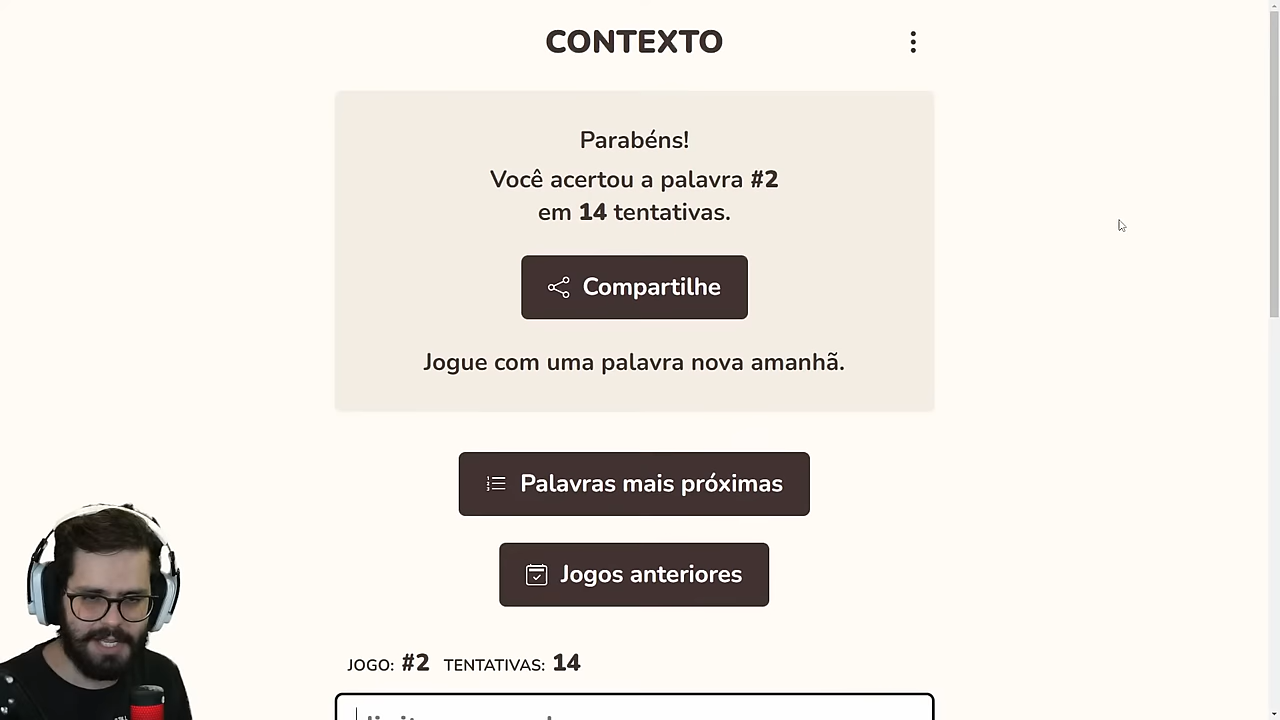 CONTEXTO
Parabéns!
Você acertou a palavra #2
em 14 tentativas.
Compartilhe
Jogue com uma palavra nova amanhã.
Palavras mais próximas
Jogos anteriores
JOGO: #2 TENTATIVAS: 14